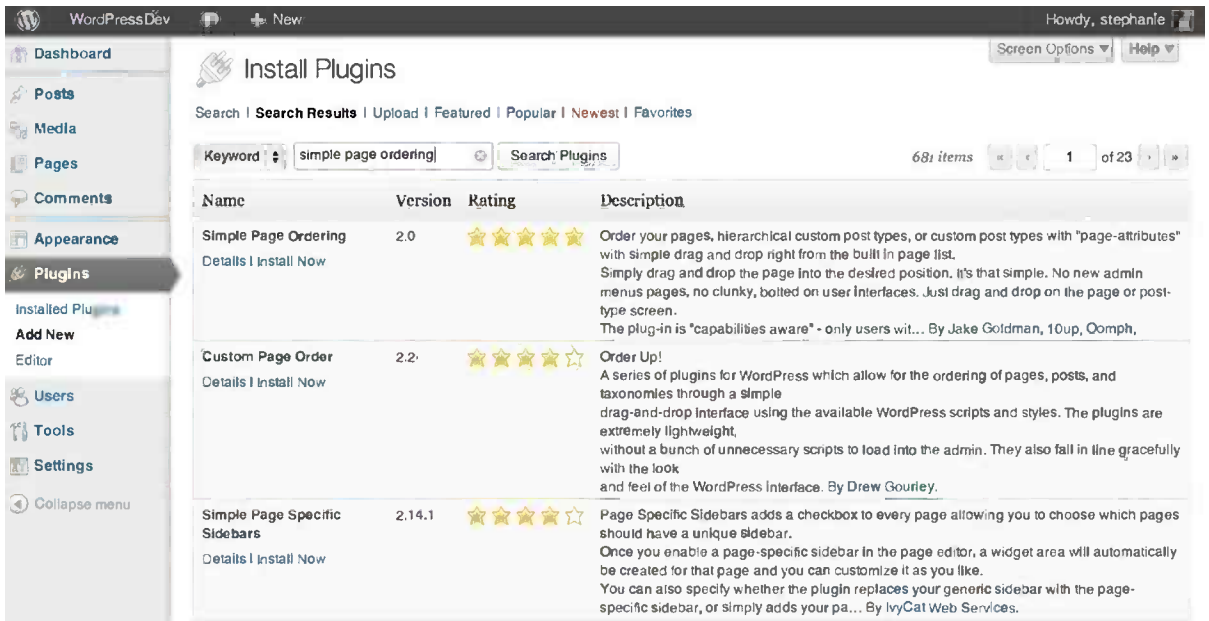 WordPressDev + New Howdy, stephanie
Screen Options Help
Dashboard
Posts
Media
Pages
Comments
Appearance
Plugins
Installed
Add New
Editor
Users
Tools
Settings
Collapse menu
Install Plugins
Search | Search Results | Upload | Featured | Popular | Newest | Favorites
Keyword simple page ordering Search Plugins 681 items « ‹ 1 of 23 › »
Name Version Rating Description
Simple Page Ordering 2.0
Details | Install Now
Order your pages, hierarchical custom post types, or custom post types with "page-attributes"
with simple drag and drop right from the built in page list.
Simply drag and drop the page into the desired position. It's that simple. No new admin
menus pages, no clunky, bolted on user interfaces. Just drag and drop on the page or post-
type screen.
The plug-in is "capabilities aware" - only users wit... By Jake Goldman, 10up, Oomph,
Custom Page Order 2.2
Details | Install Now
Order Up!
A series of plugins for WordPress which allow for the ordering of pages, posts, and
taxonomies through a simple
drag-and-drop interface using the available WordPress scripts and styles. The plugins are
extremely lightweight,
without a bunch of unnecessary scripts to load into the admin. They also fall in line gracefully
with the look
and feel of the WordPress interface. By Drew Gourley.
Simple Page Specific 2.14.1
Sidebars
Details | Install Now
Page Specific Sidebars adds a checkbox to every page allowing you to choose which pages
should have a unique sidebar.
Once you enable a page-specific sidebar in the page editor, a widget area will automatically
be created for that page and you can customize it as you like.
You can also specify whether the plugin replaces your generic sidebar with the page-
specific sidebar, or simply adds your pa... By IvyCat Web Services.